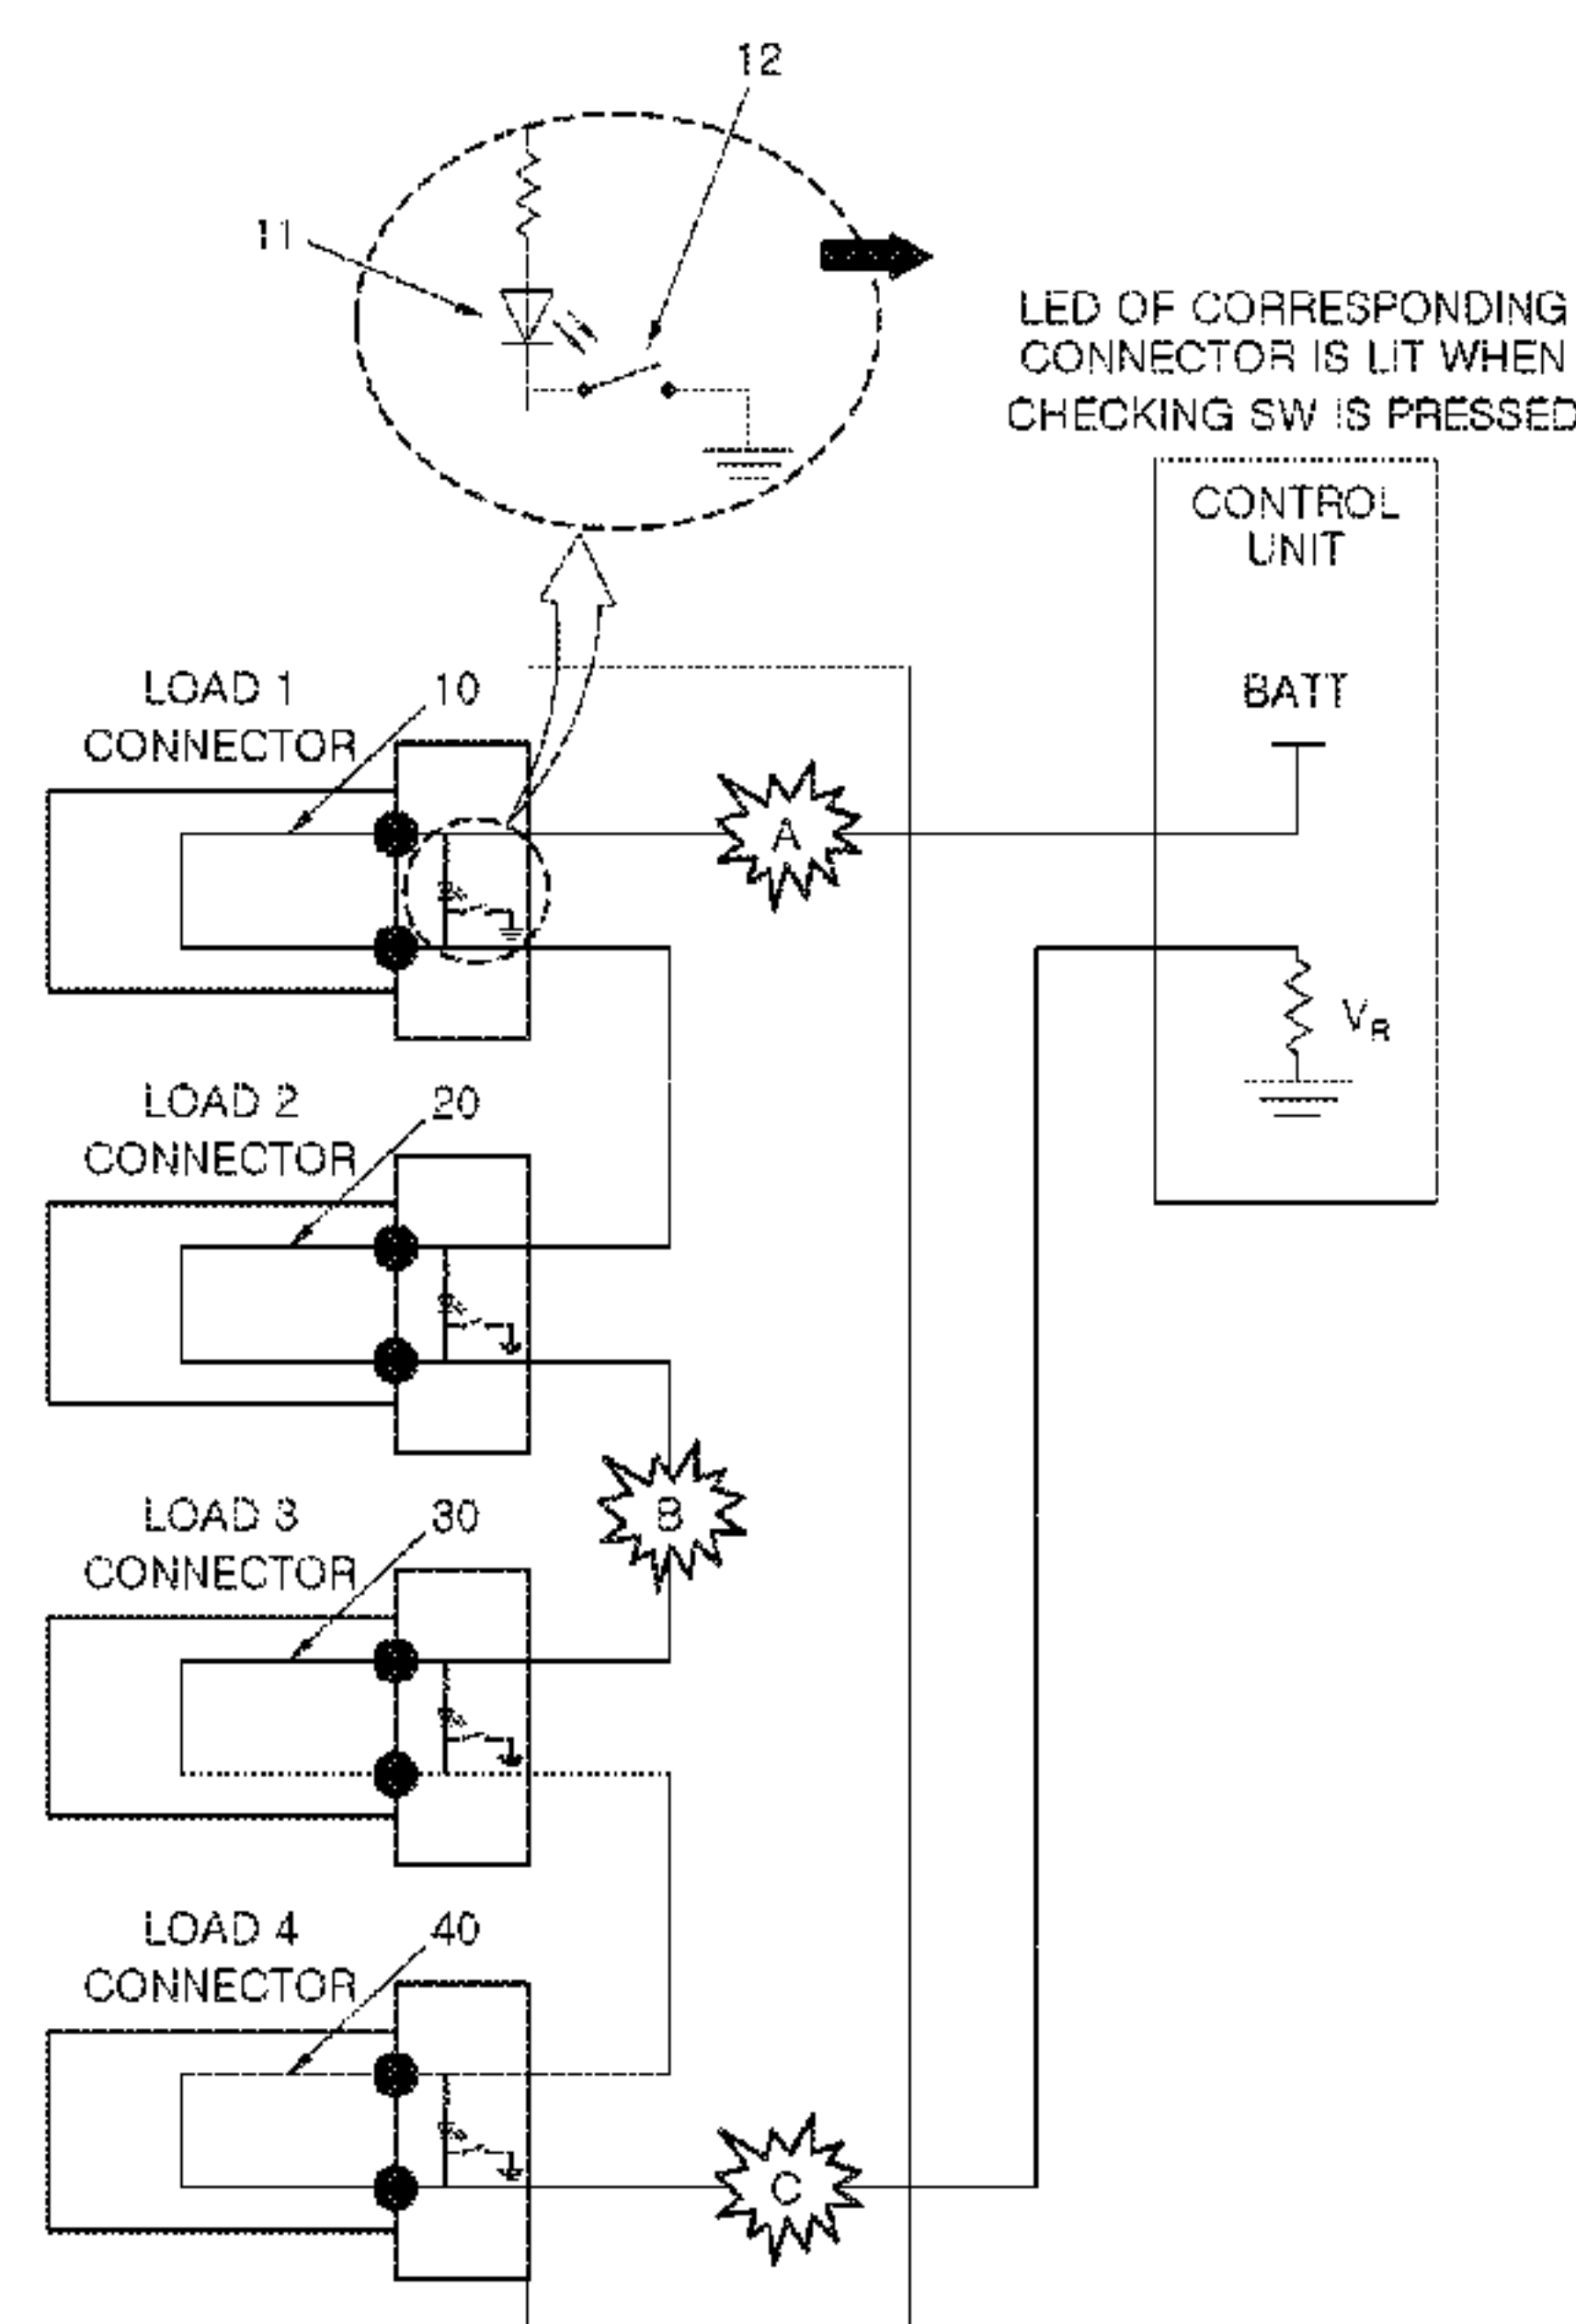 12
11
LED OF CORRESPONDING
CONNECTOR IS LIT WHEN
CHECKING SW IS PRESSED
CONTROL
UNIT
BATT
LOAD 1
CONNECTOR
10
A
VR
LOAD 2
CONNECTOR
20
B
LOAD 3
CONNECTOR
30
LOAD 4
CONNECTOR
40
C